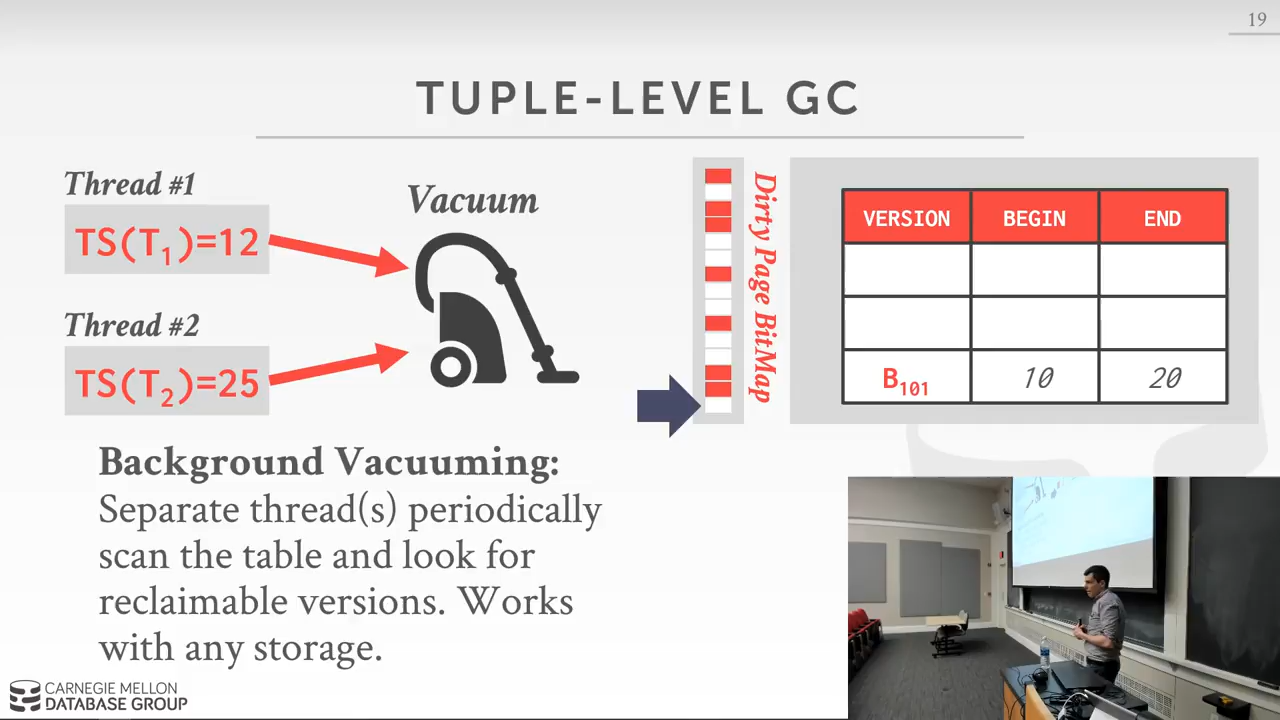 19
TUPLE-LEVEL GC
Thread #1
TS(T1)=12
Thread #2
TS(T2)=25
Vacuum
Dirty Page BitMap
VERSION BEGIN END
B101 10 20
Background Vacuuming:
Separate thread(s) periodically
scan the table and look for
reclaimable versions. Works
with any storage.
CARNEGIE MELLON
DATABASE GROUP